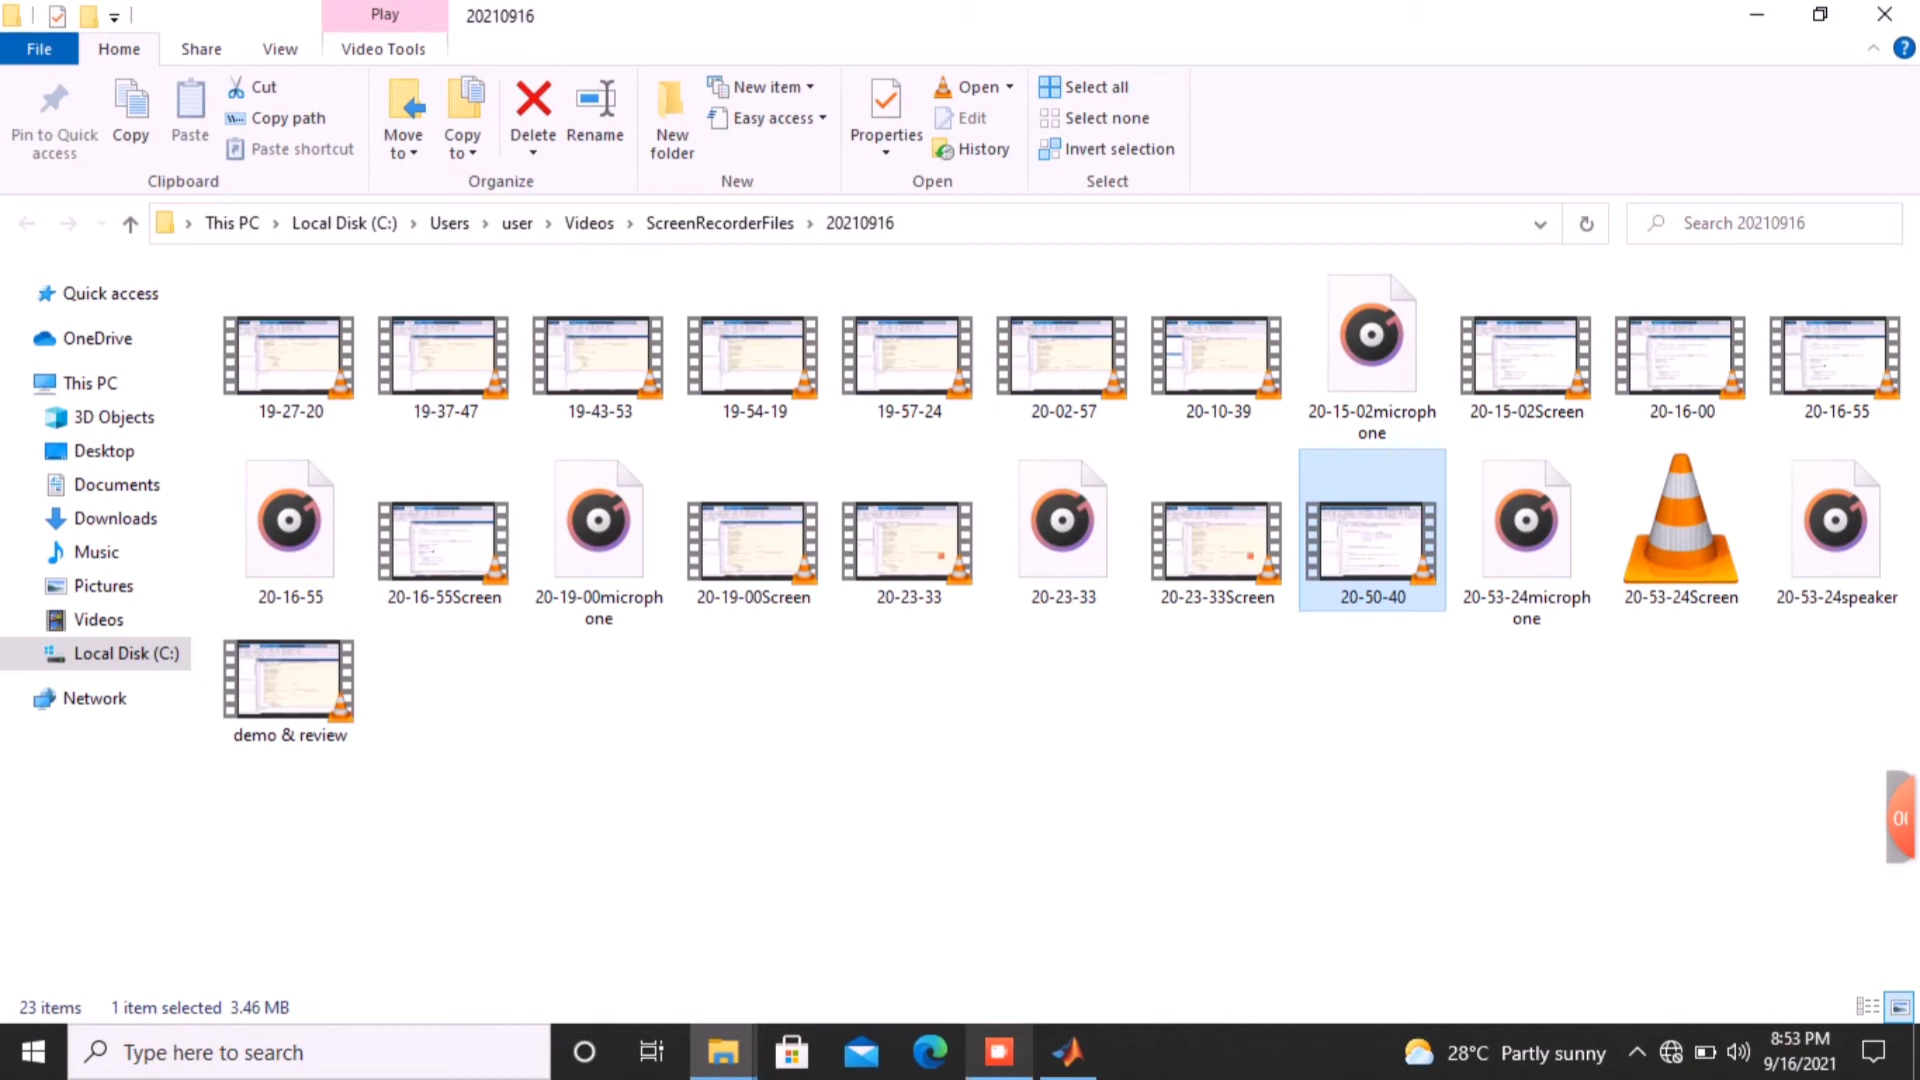 Play
20210916
File
Home
Share
View
Video Tools
Pin to Quick
access
Copy
Paste
Cut
Copy path
Paste shortcut
Clipboard
Move
to
Copy
to
Delete
Rename
Organize
New
folder
New item
Easy access
New
Properties
Open
Edit
History
Open
Select all
Select none
Invert selection
Select
This PC > Local Disk (C:) > Users > user > Videos > ScreenRecorderFiles > 20210916
Search 20210916
Quick access
OneDrive
This PC
3D Objects
Desktop
Documents
Downloads
Music
Pictures
Videos
Local Disk (C:)
Network
19-27-20
19-37-47
19-43-53
19-54-19
19-57-24
20-02-57
20-10-39
20-15-02microph
one
20-15-02Screen
20-16-00
20-16-55
20-16-55
20-16-55Screen
20-19-00microph
one
20-19-00Screen
20-23-33
20-23-33
20-23-33Screen
20-50-40
20-53-24microph
one
20-53-24Screen
20-53-24speaker
demo & review
23 items
1 item selected 3.46 MB
Type here to search
28°C Partly sunny
8:53 PM
9/16/2021